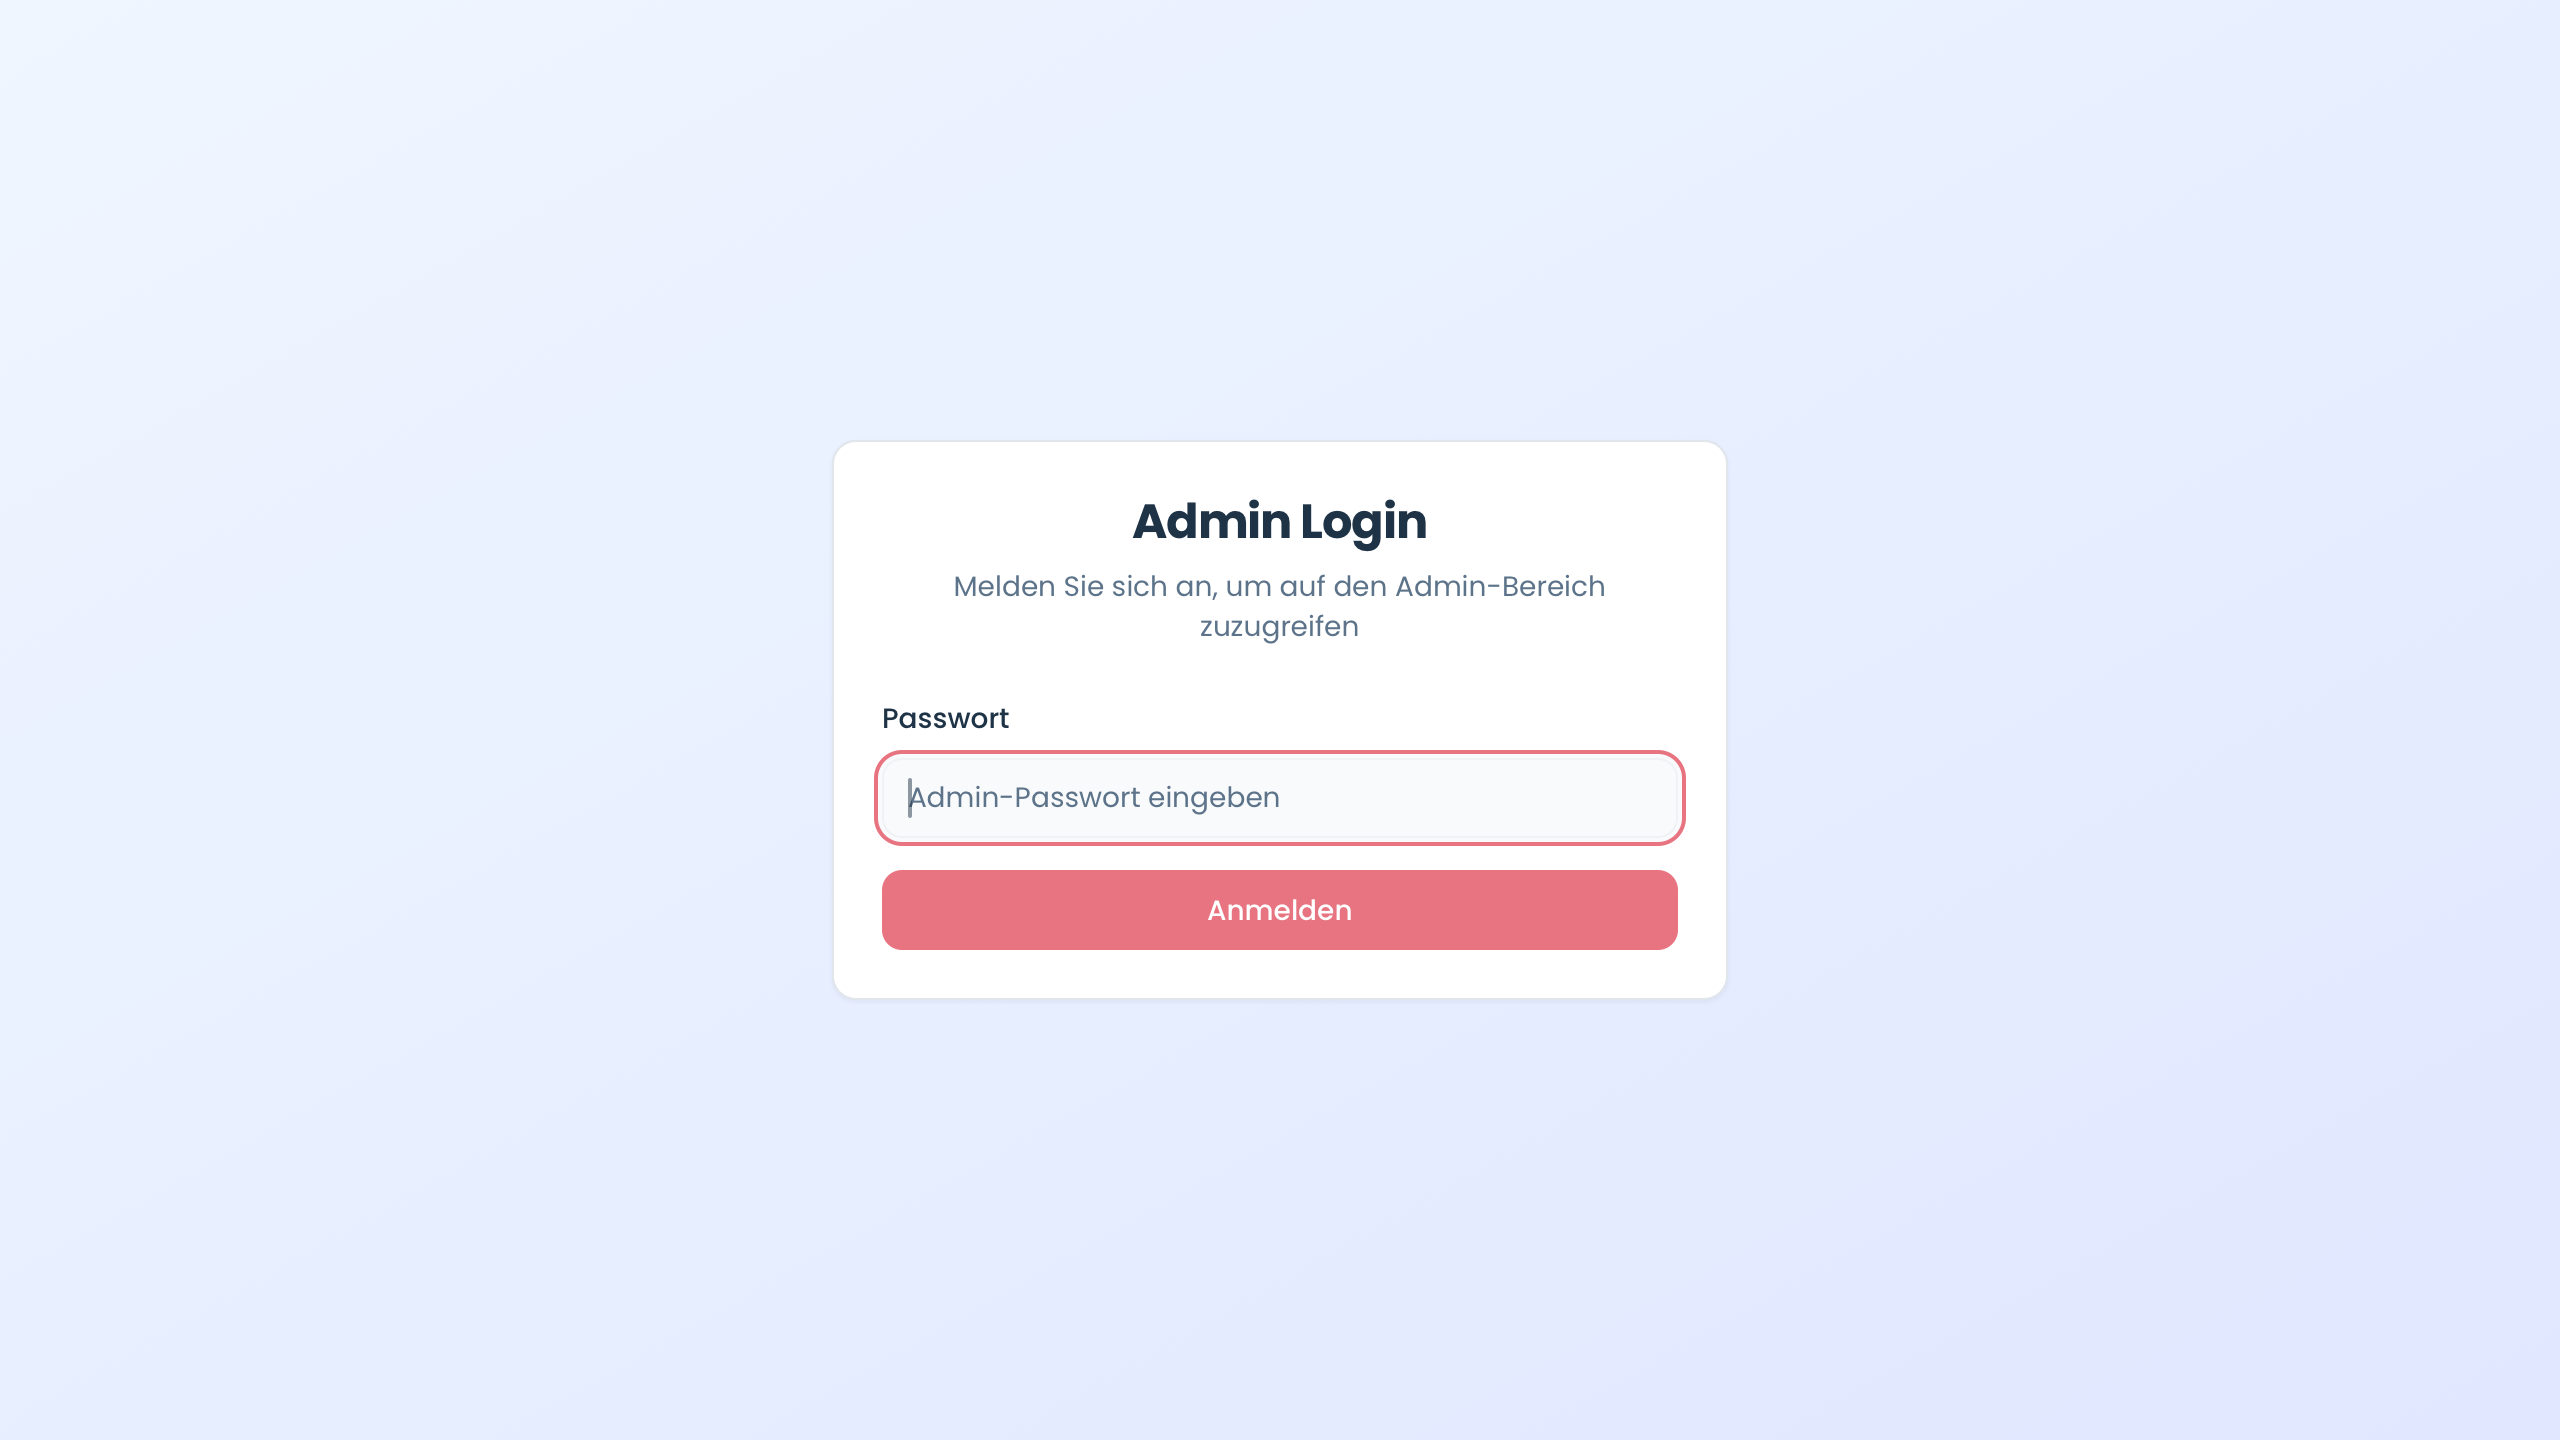 Admin Login
Melden Sie sich an, um auf den Admin-Bereich
zuzugreifen
Passwort
Admin-Passwort eingeben
Anmelden